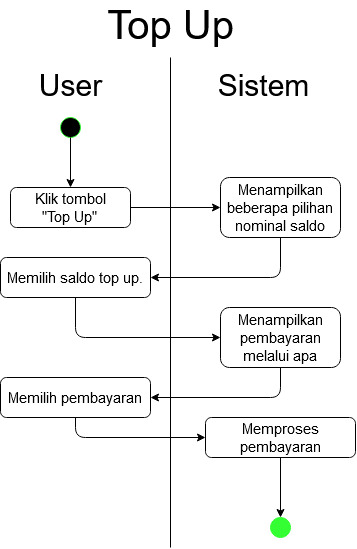 Top Up
User
Sistem
Klik tombol
"Top Up"
Menampilkan
beberapa pilihan
nominal saldo
Memilih saldo top up.
Menampilkan
pembayaran
melalui apa
Memilih pembayaran
Memproses
pembayaran